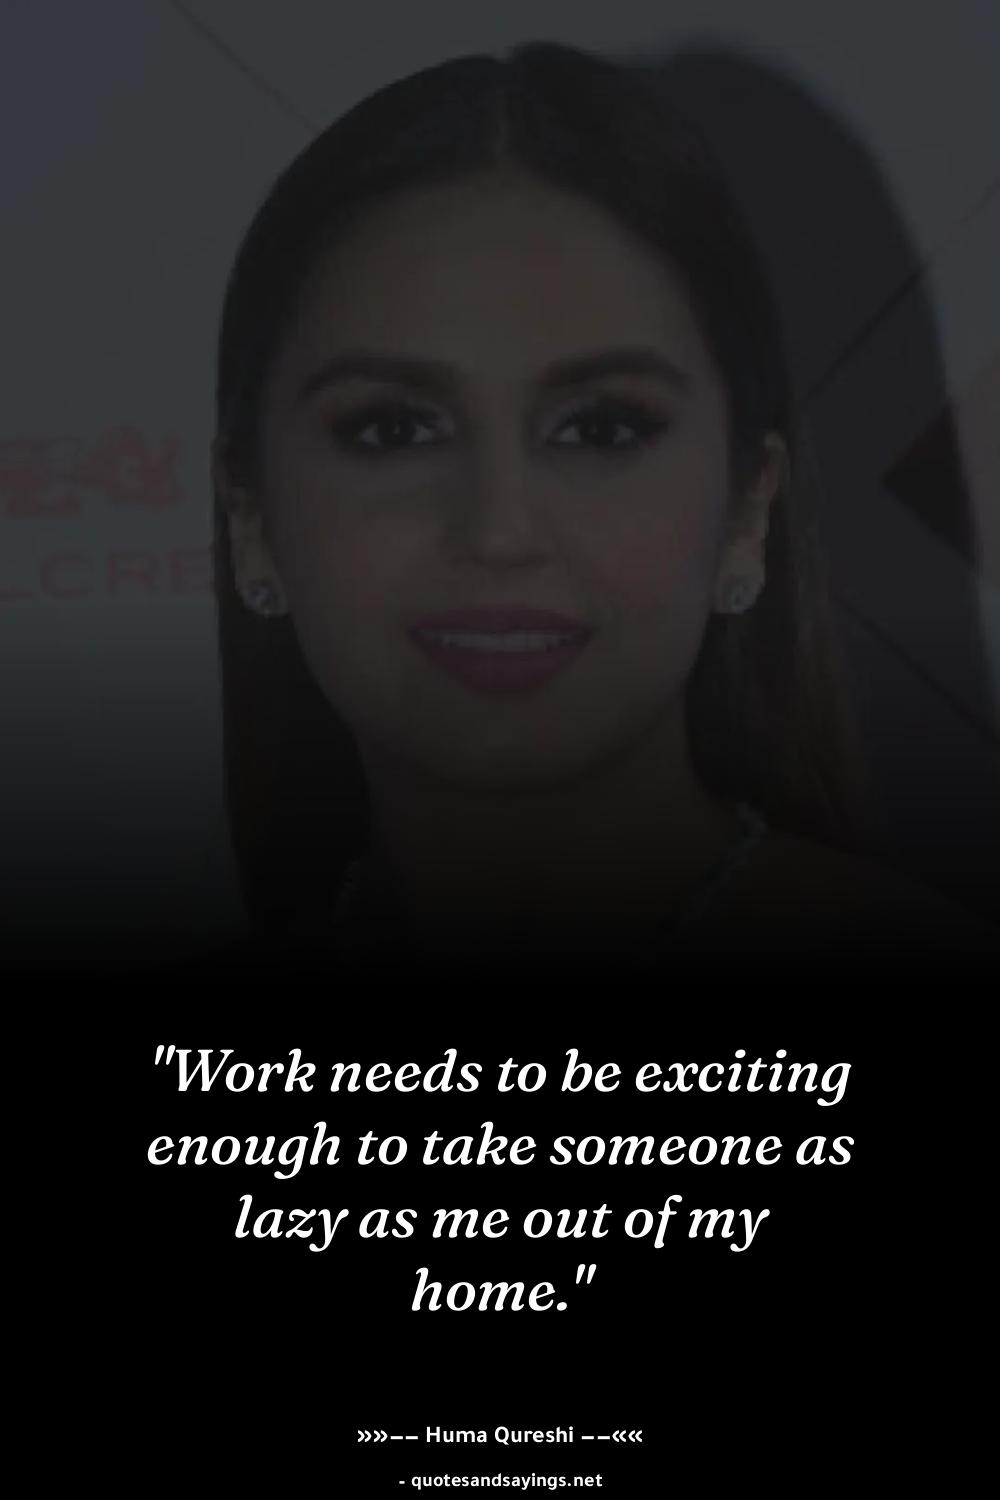 LCRE
"Work needs to be exciting
enough to take someone as
lazy as me out of my
home."
»»−− Huma Qureshi −−««
- quotesandsayings.net